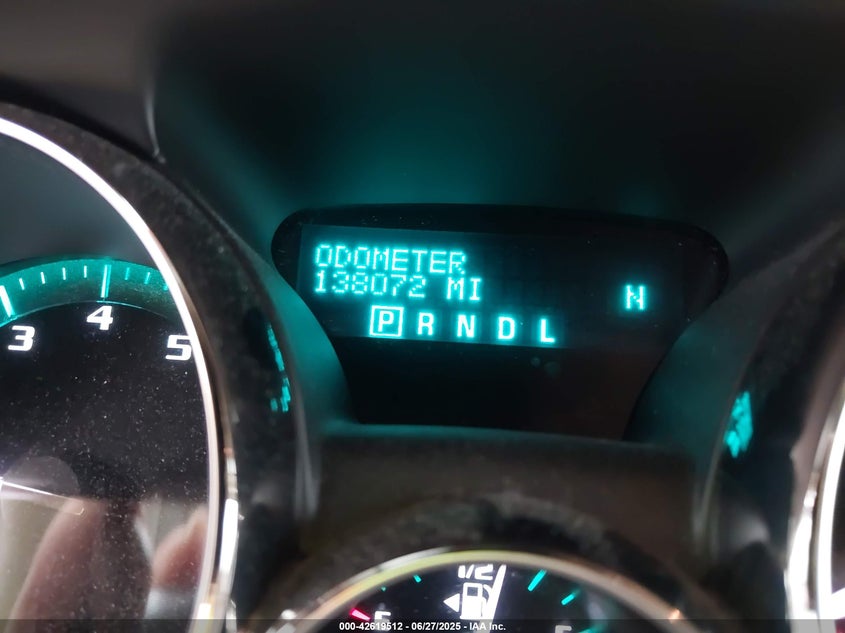 ODOMETER
138072 MI
N
P R N D L
3 4 5
1/2
000-42619512 - 06/27/2025 - IAA Inc.